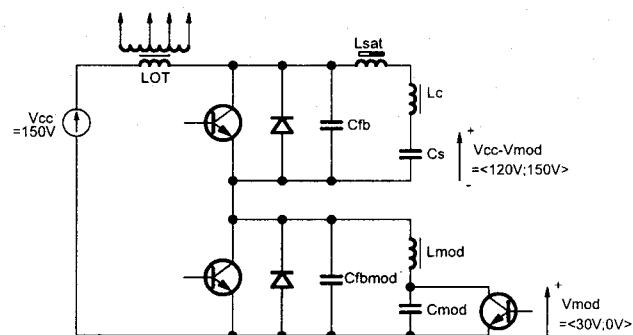 Lsat
LOT
Lc
Vcc
=150V
Cfb
+
Cs
Vcc-Vmod
=<120V;150V>
-
Lmod
Cfbmod
Cmod
+
Vmod
=<30V;0V>